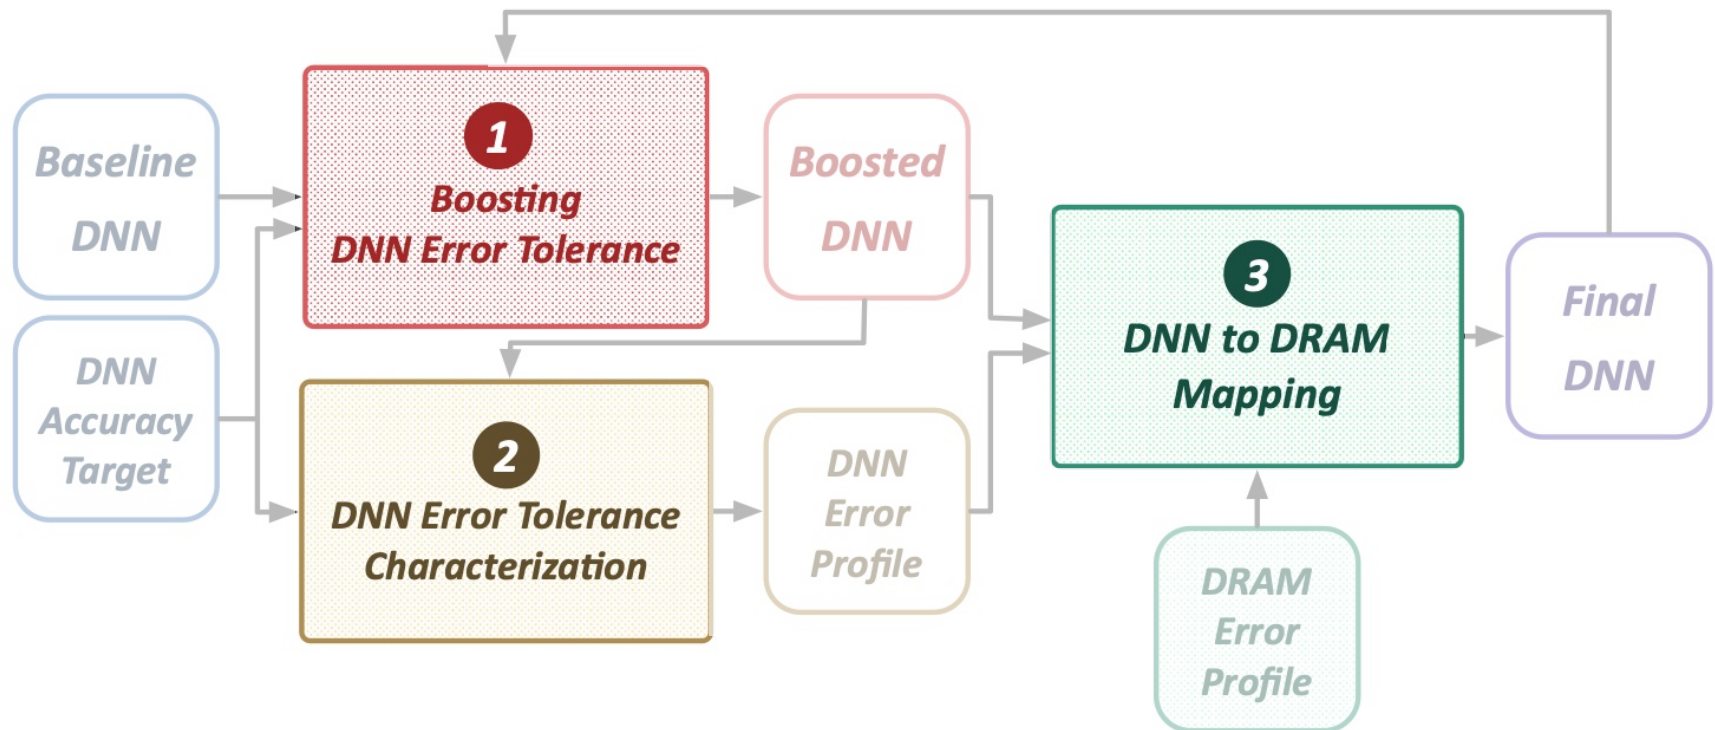 Baseline
DNN
DNN
Accuracy
Target
1
Boosting
DNN Error Tolerance
2
DNN Error Tolerance
Characterization
Boosted
DNN
DNN
Error
Profile
3
DNN to DRAM
Mapping
DRAM
Error
Profile
Final
DNN